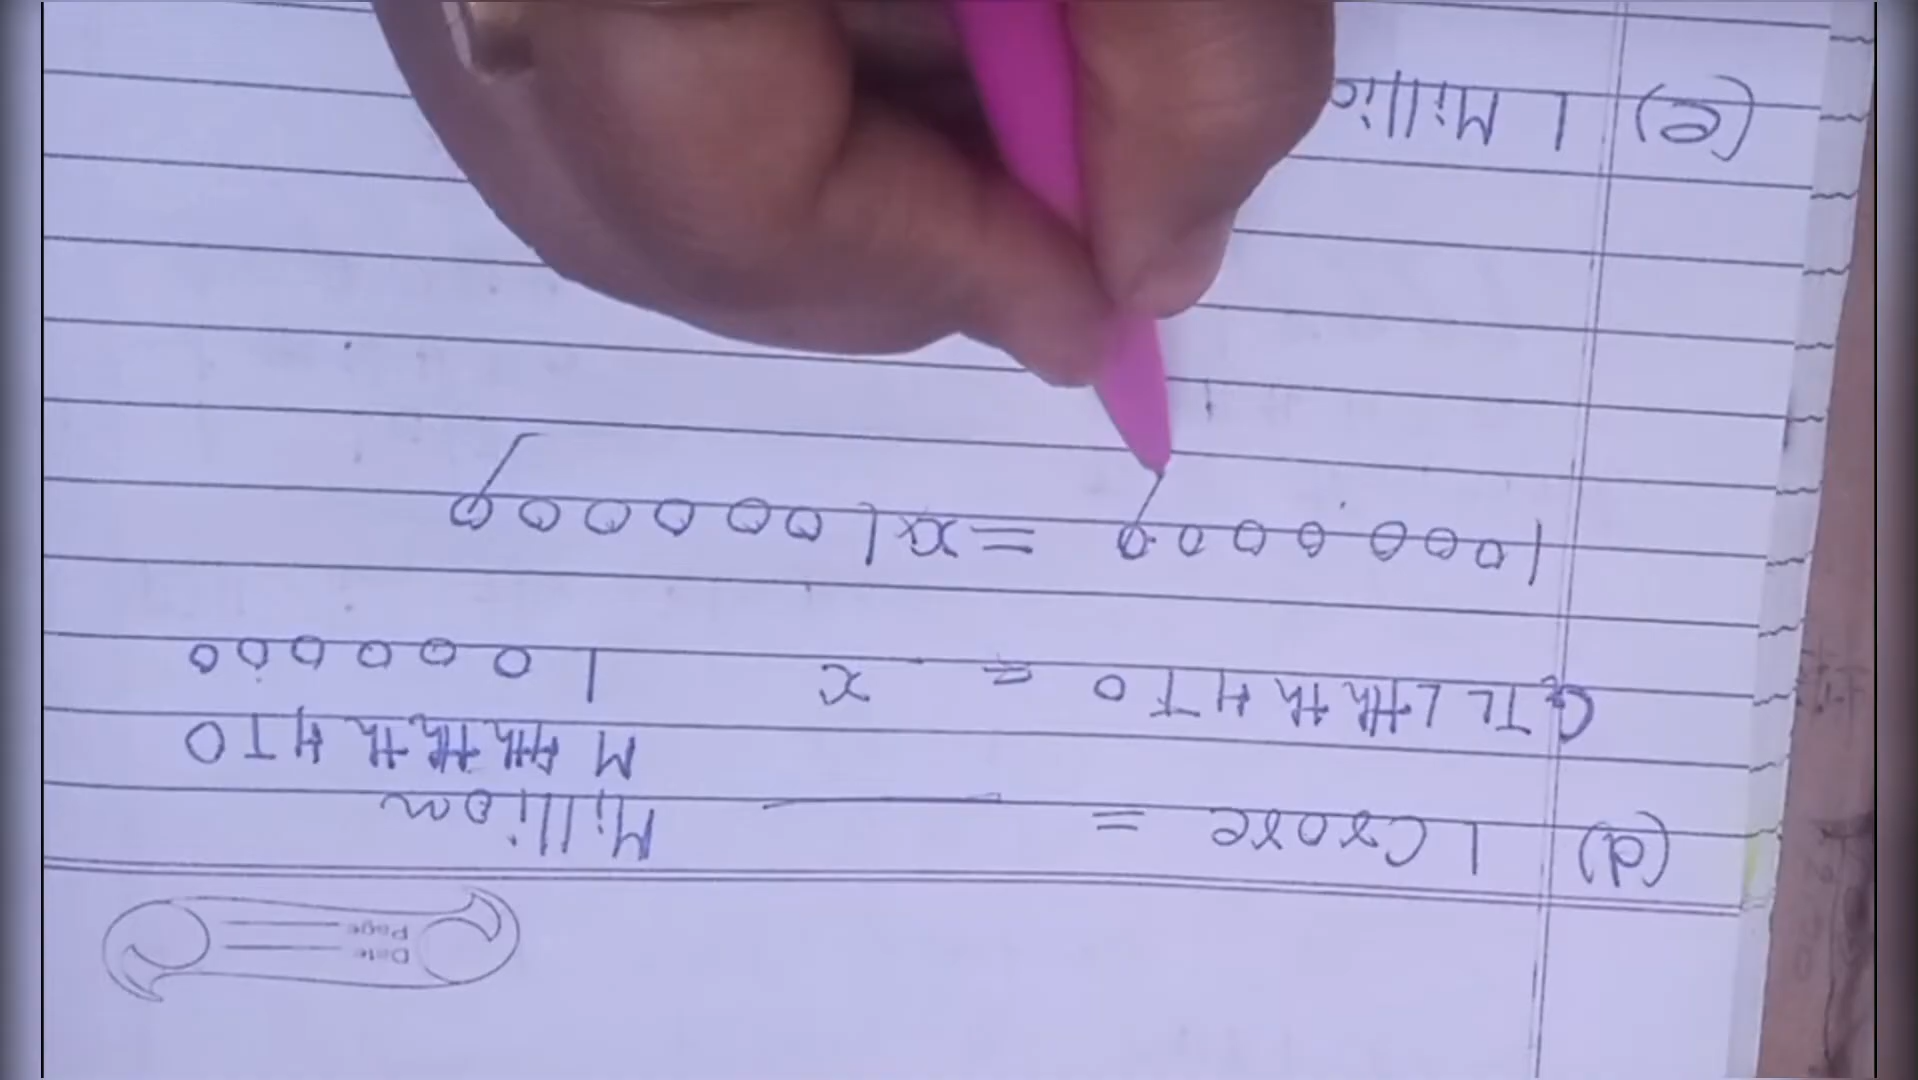 Date
Page
(d) 1 Crore = ____ Million
M Hth tth th H T O
C TL L tth th H T O = x 1 0 0 0 0 0 0
1 0 0 0 0 0 0 0 = x 1 0 0 0 0 0 0
(e) 1 Millio